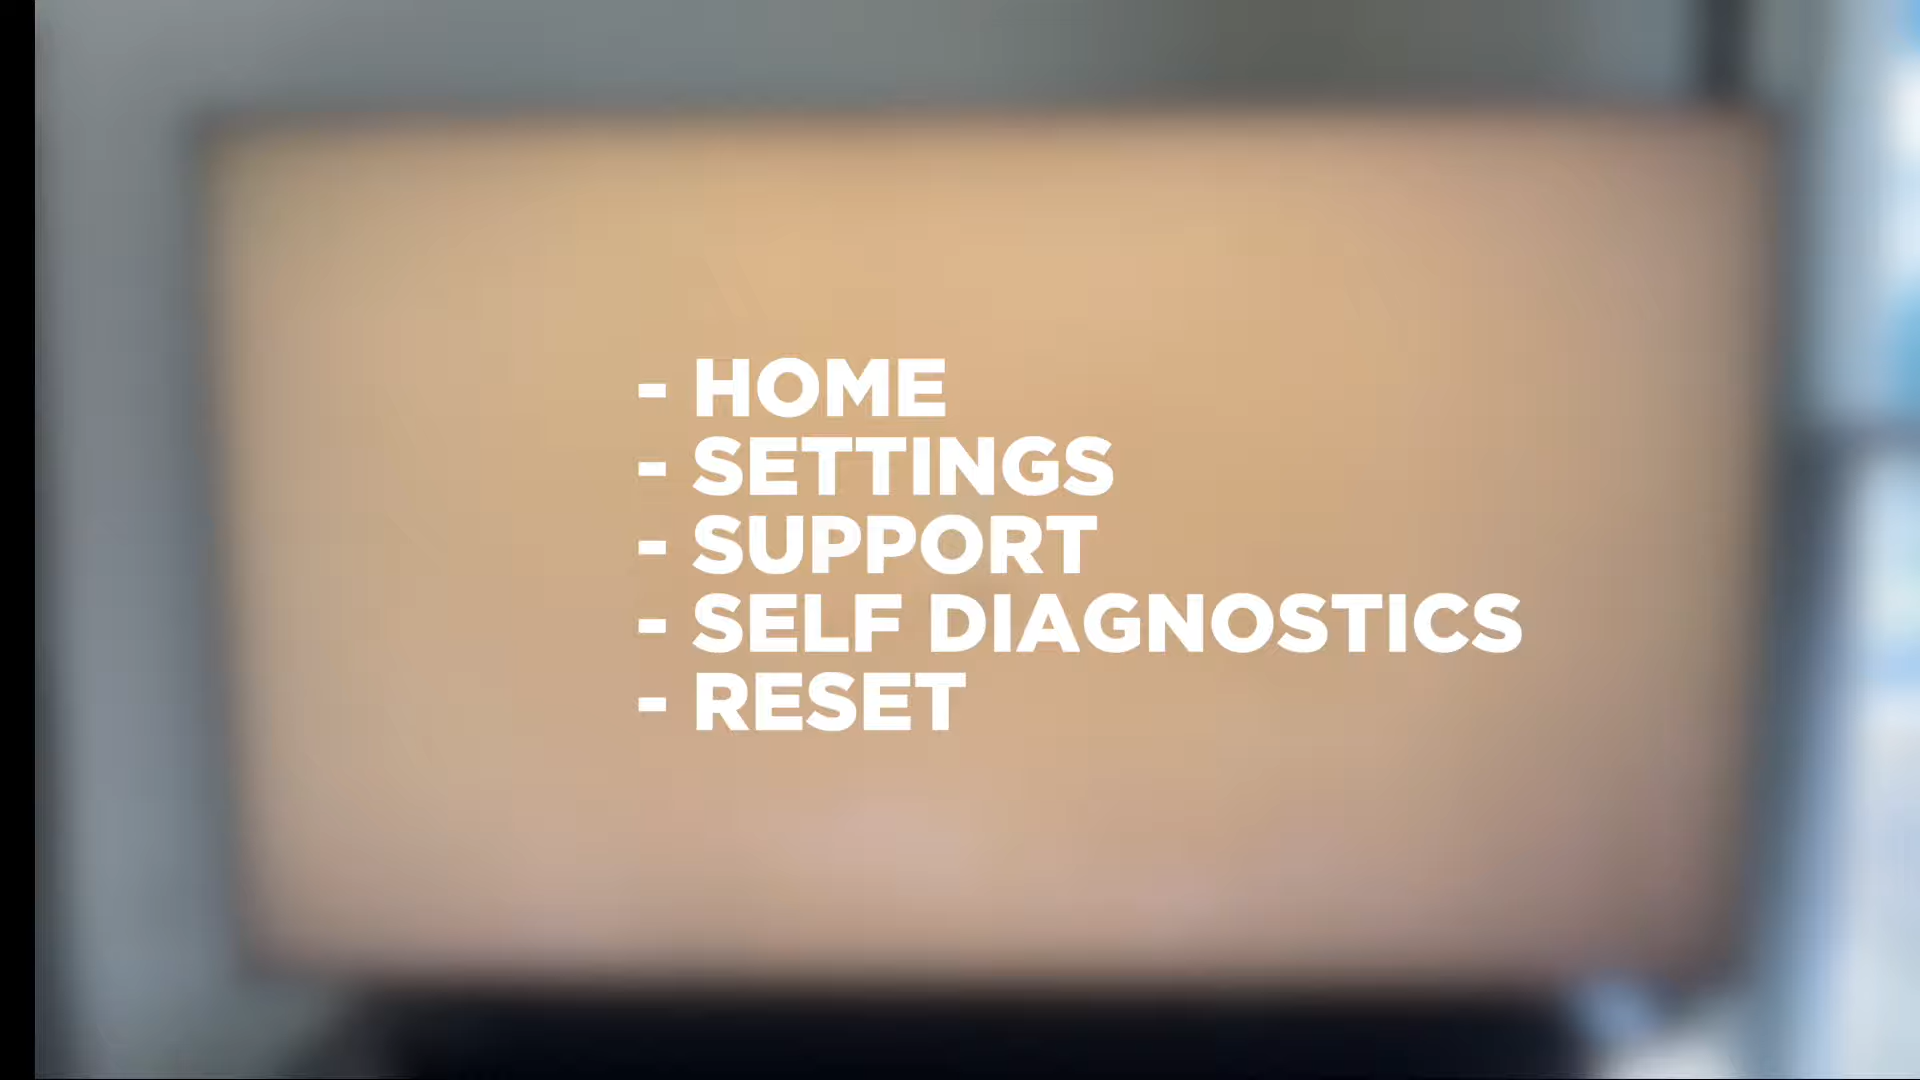 - HOME
- SETTINGS
- SUPPORT
- SELF DIAGNOSTICS
- RESET